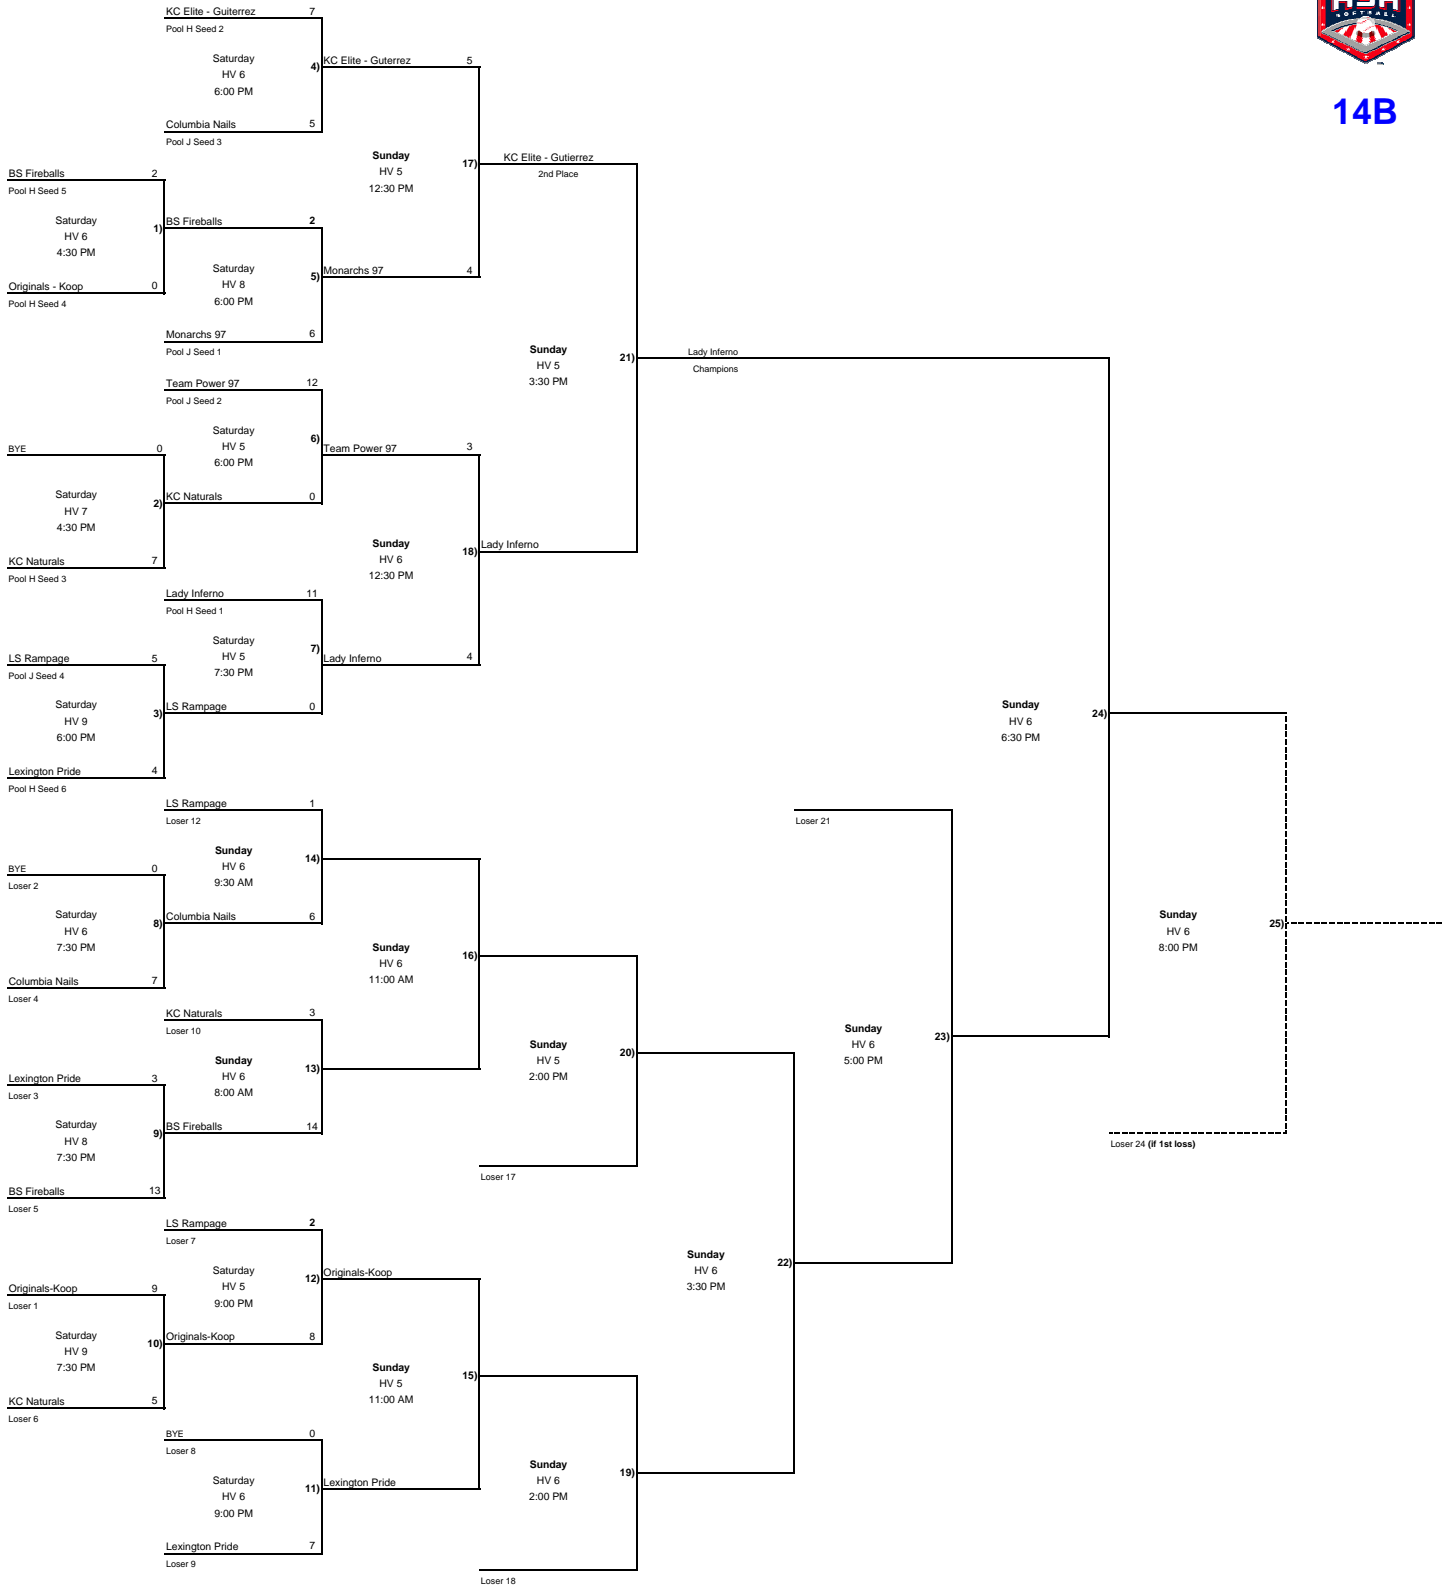 KC Elite - Guiterrez 7
Pool H Seed 2
Saturday
HV 6
6:00 PM
4)
KC Elite - Guterrez 5
Columbia Nails 5
Pool J Seed 3
SOFTBALL
14B
Sunday
HV 5
12:30 PM
17)
KC Elite - Gutierrez
2nd Place
BS Fireballs 2
Pool H Seed 5
Saturday
HV 6
4:30 PM
1)
BS Fireballs 2
Originals - Koop 0
Pool H Seed 4
Saturday
HV 8
6:00 PM
5)
Monarchs 97 4
Monarchs 97 6
Pool J Seed 1
Sunday
HV 5
3:30 PM
21)
Lady Inferno
Champions
Team Power 97 12
Pool J Seed 2
Saturday
HV 5
6:00 PM
6)
Team Power 97 3
BYE 0
Saturday
HV 7
4:30 PM
2)
KC Naturals 0
KC Naturals 7
Pool H Seed 3
Sunday
HV 6
12:30 PM
18)
Lady Inferno
Lady Inferno 11
Pool H Seed 1
Saturday
HV 5
7:30 PM
7)
Lady Inferno 4
LS Rampage 5
Pool J Seed 4
Saturday
HV 9
6:00 PM
3)
LS Rampage 0
Lexington Pride 4
Pool H Seed 6
Sunday
HV 6
6:30 PM
24)
LS Rampage 1
Loser 12
Sunday
HV 6
9:30 AM
14)
BYE 0
Loser 2
Saturday
HV 6
7:30 PM
8)
Columbia Nails 6
Columbia Nails 7
Loser 4
Sunday
HV 6
11:00 AM
16)
Loser 21
Sunday
HV 6
8:00 PM
25)
KC Naturals 3
Loser 10
Sunday
HV 6
8:00 AM
13)
Lexington Pride 3
Loser 3
Saturday
HV 8
7:30 PM
9)
BS Fireballs 14
BS Fireballs 13
Loser 5
Sunday
HV 5
2:00 PM
20)
Sunday
HV 6
5:00 PM
23)
Loser 24 (if 1st loss)
Loser 17
LS Rampage 2
Loser 7
Saturday
HV 5
9:00 PM
12)
Originals-Koop
Originals-Koop 9
Loser 1
Saturday
HV 9
7:30 PM
10)
Originals-Koop 8
KC Naturals 5
Loser 6
Sunday
HV 6
3:30 PM
22)
Sunday
HV 5
11:00 AM
15)
BYE 0
Loser 8
Saturday
HV 6
9:00 PM
11)
Lexington Pride
Lexington Pride 7
Loser 9
Sunday
HV 6
2:00 PM
19)
Loser 18